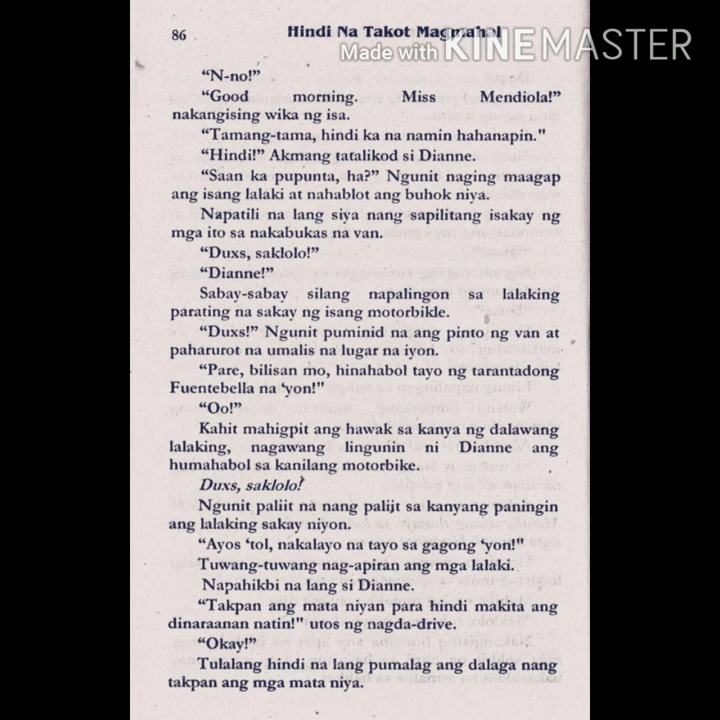 86
Hindi Na Takot Magmahal
Made with KINEMASTER
“N-no!”
“Good morning. Miss Mendiola!”
nakangising wika ng isa.
“Tamang-tama, hindi ka na namin hahanapin."
“Hindi!” Akmang tatalikod si Dianne.
“Saan ka pupunta, ha?” Ngunit naging maagap
ang isang lalaki at nahablot ang buhok niya.
Napatili na lang siya nang sapilitang isakay ng
mga ito sa nakabukas na van.
“Duxs, saklolo!”
“Dianne!”
Sabay-sabay silang napalingon sa lalaking
parating na sakay ng isang motorbikle.
“Duxs!” Ngunit puminid na ang pinto ng van at
paharurot na umalis na lugar na iyon.
“Pare, bilisan mo, hinahabol tayo ng tarantadong
Fuentebella na ‘yon!"
“Oo!”
Kahit mahigpit ang hawak sa kanya ng dalawang
lalaking, nagawang lingunin ni Dianne ang
humahabol sa kanilang motorbike.
Duxs, saklolo!
Ngunit paliit na nang palijt sa kanyang paningin
ang lalaking sakay niyon.
“Ayos ‘tol, nakalayo na tayo sa gagong ‘yon!"
Tuwang-tuwang nag-apiran ang mga lalaki.
Napahikbi na lang si Dianne.
“Takpan ang mata niyan para hindi makita ang
dinaraanan natin!" utos ng nagda-drive.
“Okay!”
Tulalang hindi na lang pumalag ang dalaga nang
takpan ang mga mata niya.